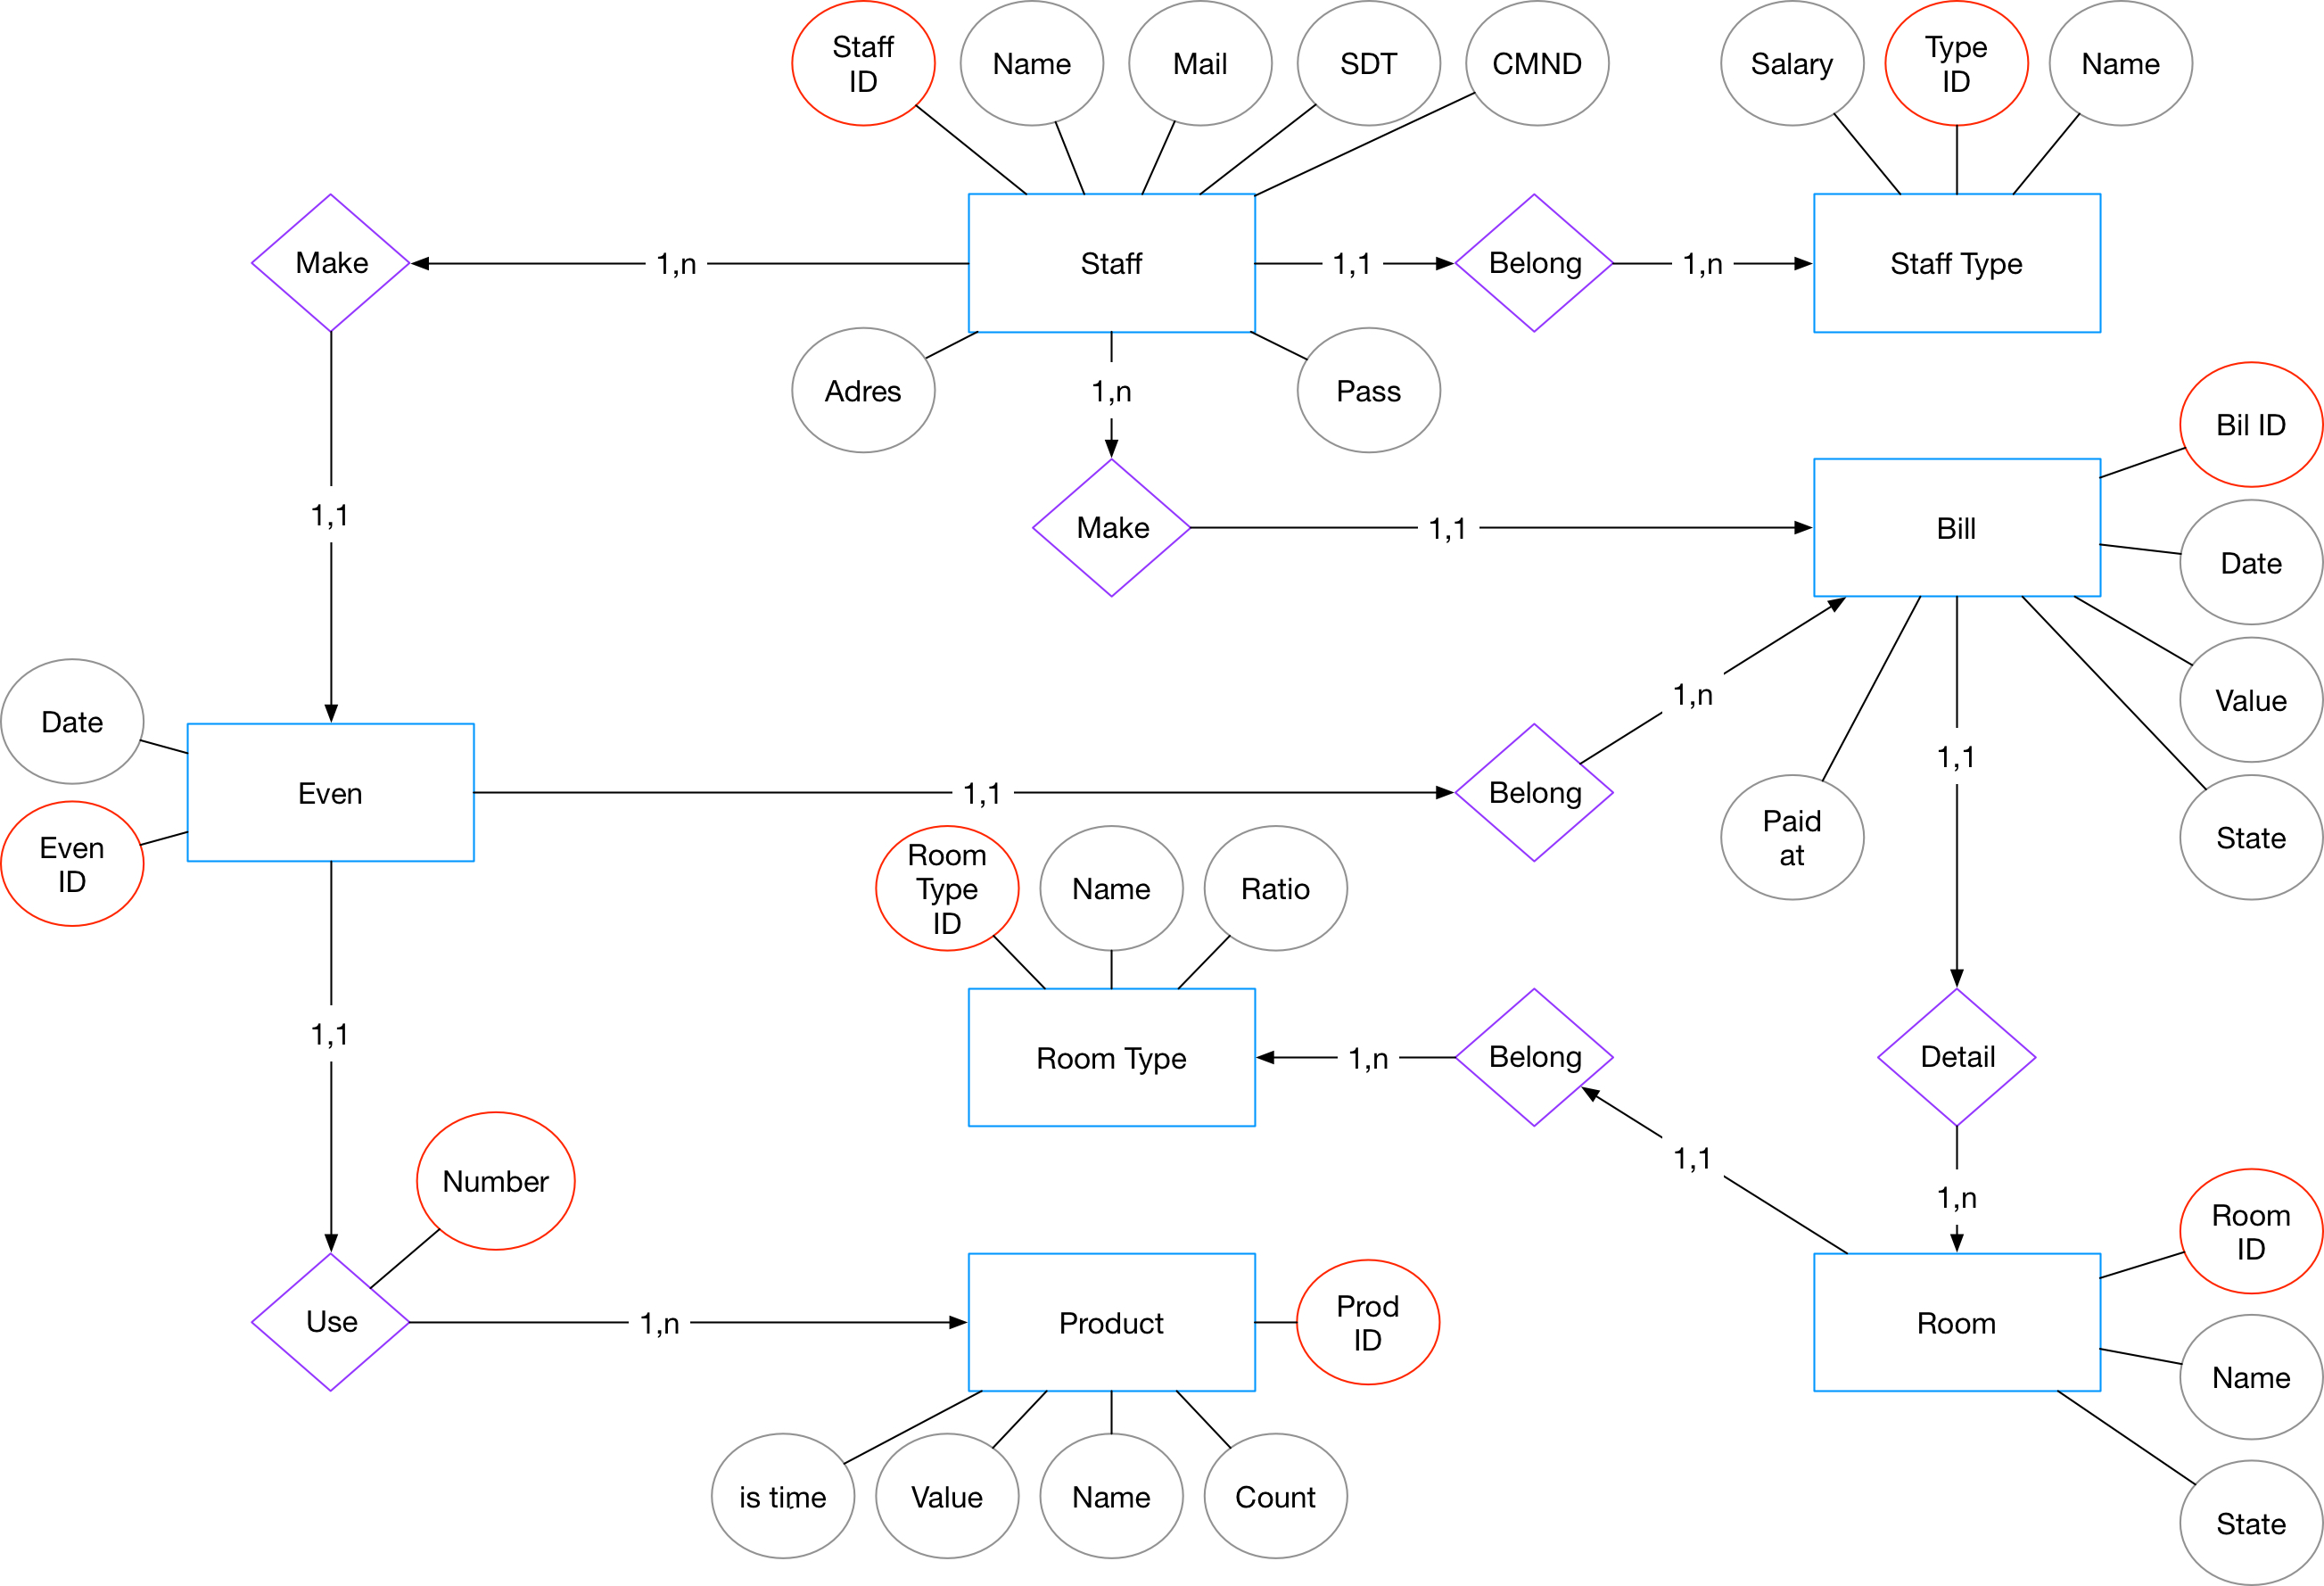 Staff
ID
Name
Mail
SDT
CMND
Salary
Type
ID
Name
Make
1,n
Staff
1,1
Belong
1,n
Staff Type
Adres
1,n
Pass
Bil ID
1,1
Make
1,1
Bill
Date
1,n
Value
Date
Even
1,1
Belong
1,1
Paid
at
State
Even
ID
Room
Type
ID
Name
Ratio
1,1
Room Type
1,n
Belong
Detail
1,1
Number
1,n
Room
ID
Use
1,n
Product
Prod
ID
Room
Name
is time
Value
Name
Count
State